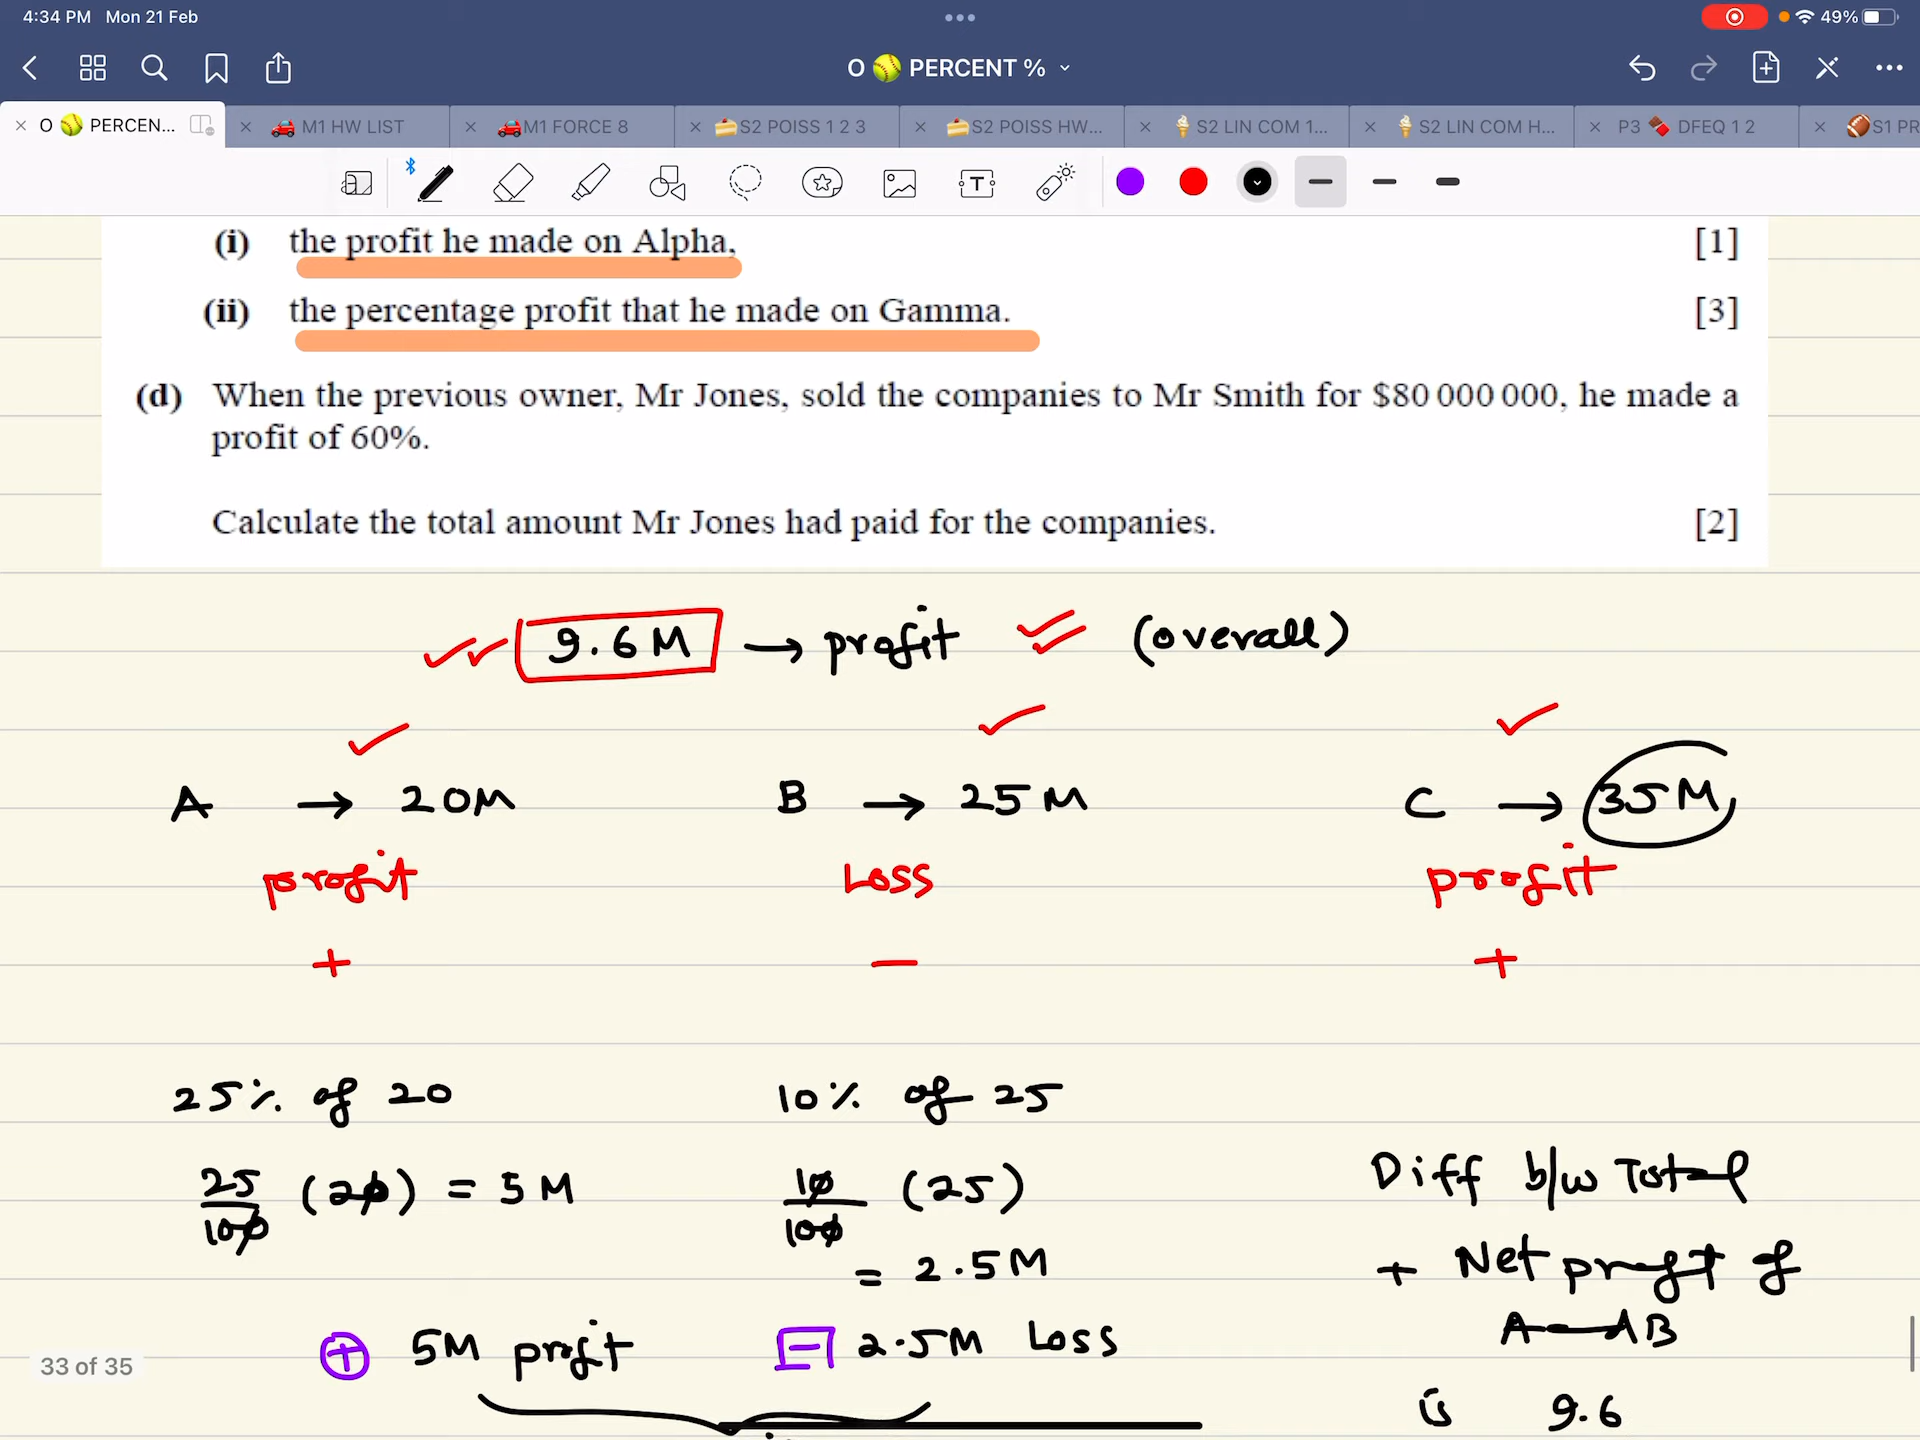 4:34 PM Mon 21 Feb
49%
O PERCENT %
O PERCEN...
M1 HW LIST
M1 FORCE 8
S2 POISS 1 2 3
S2 POISS HW...
S2 LIN COM 1...
S2 LIN COM H...
P3 DFEQ 1 2
S1 PR
(i) the profit he made on Alpha, [1]
(ii) the percentage profit that he made on Gamma. [3]
(d) When the previous owner, Mr Jones, sold the companies to Mr Smith for $80 000 000, he made a
profit of 60%.
Calculate the total amount Mr Jones had paid for the companies. [2]
9.6 M → profit (overall)
A → 20M B → 25 M C → 35 M
profit Loss profit
+ − +
25% of 20 10% of 25
25/100 (20) = 5 M 10/100 (25)
= 2.5 M
Diff b/w Total
+ Net profit of
A B
is 9.6
+ 5M profit − 2.5M Loss
33 of 35